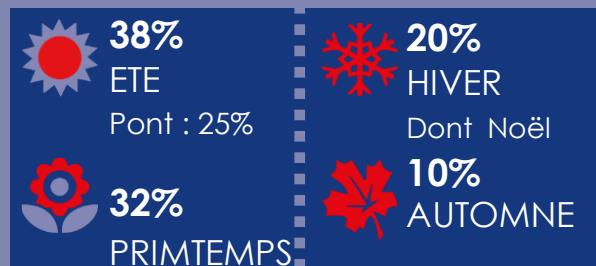 38%
ETE
Pont : 25%
32%
PRIMTEMPS
20%
HIVER
Dont Noël
10%
AUTOMNE